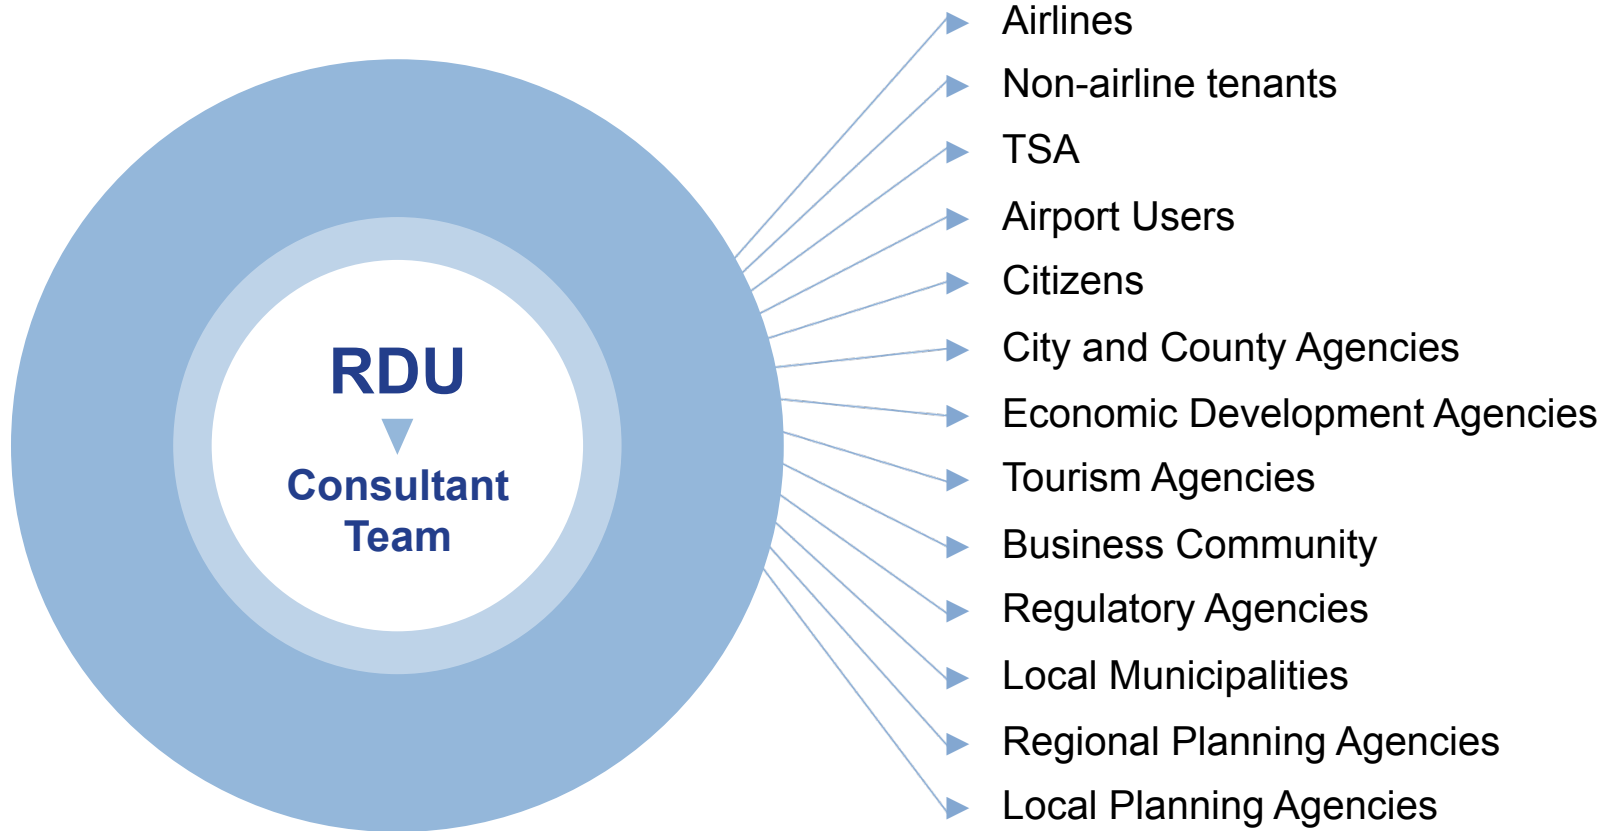 RDU
Consultant
Team
Airlines
Non-airline tenants
TSA
Airport Users
Citizens
City and County Agencies
Economic Development Agencies
Tourism Agencies
Business Community
Regulatory Agencies
Local Municipalities
Regional Planning Agencies
Local Planning Agencies